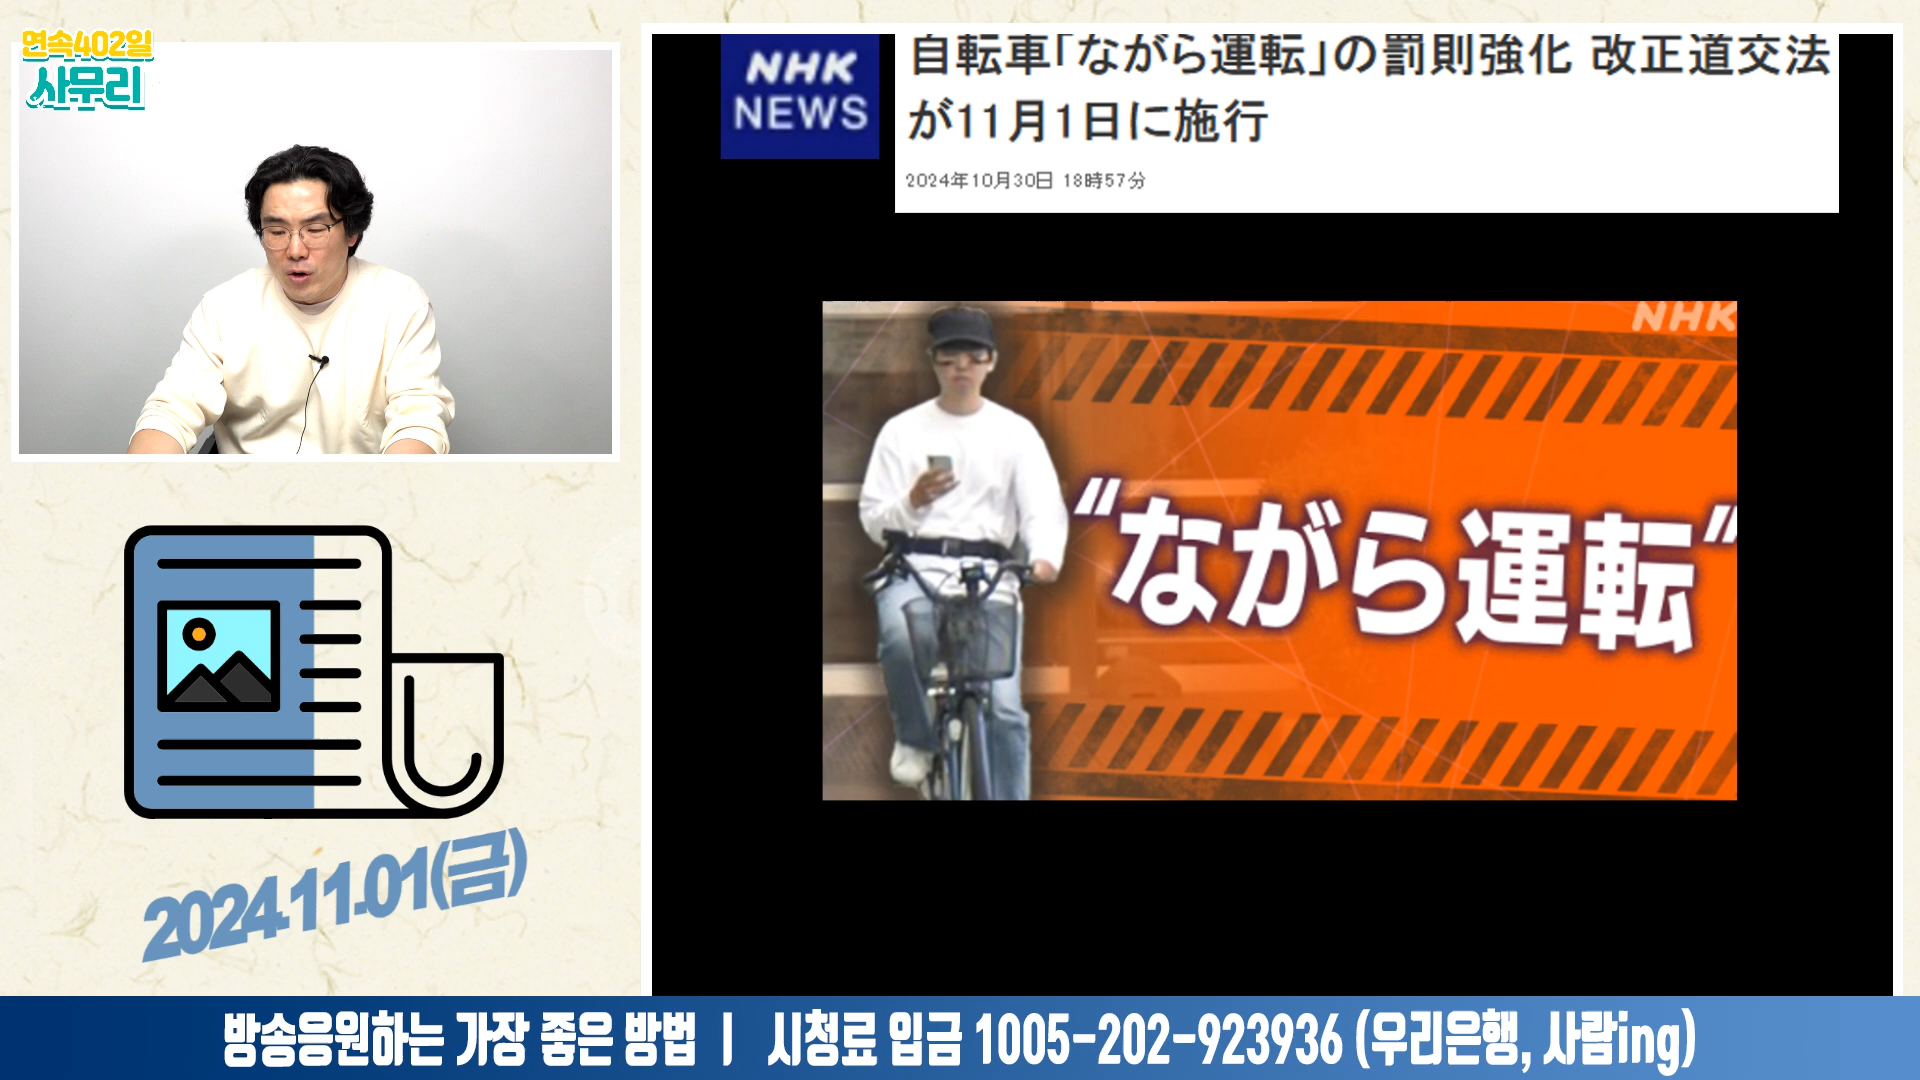 연속402일
사무리
NHK
NEWS
自転車「ながら運転」の罰則強化 改正道交法
が11月1日に施行
2024年10月30日 18時57分
NHK
“ながら運転”
2024.11.01(금)
방송응원하는 가장 좋은 방법 | 시청료 입금 1005-202-923936 (우리은행, 사람ing)